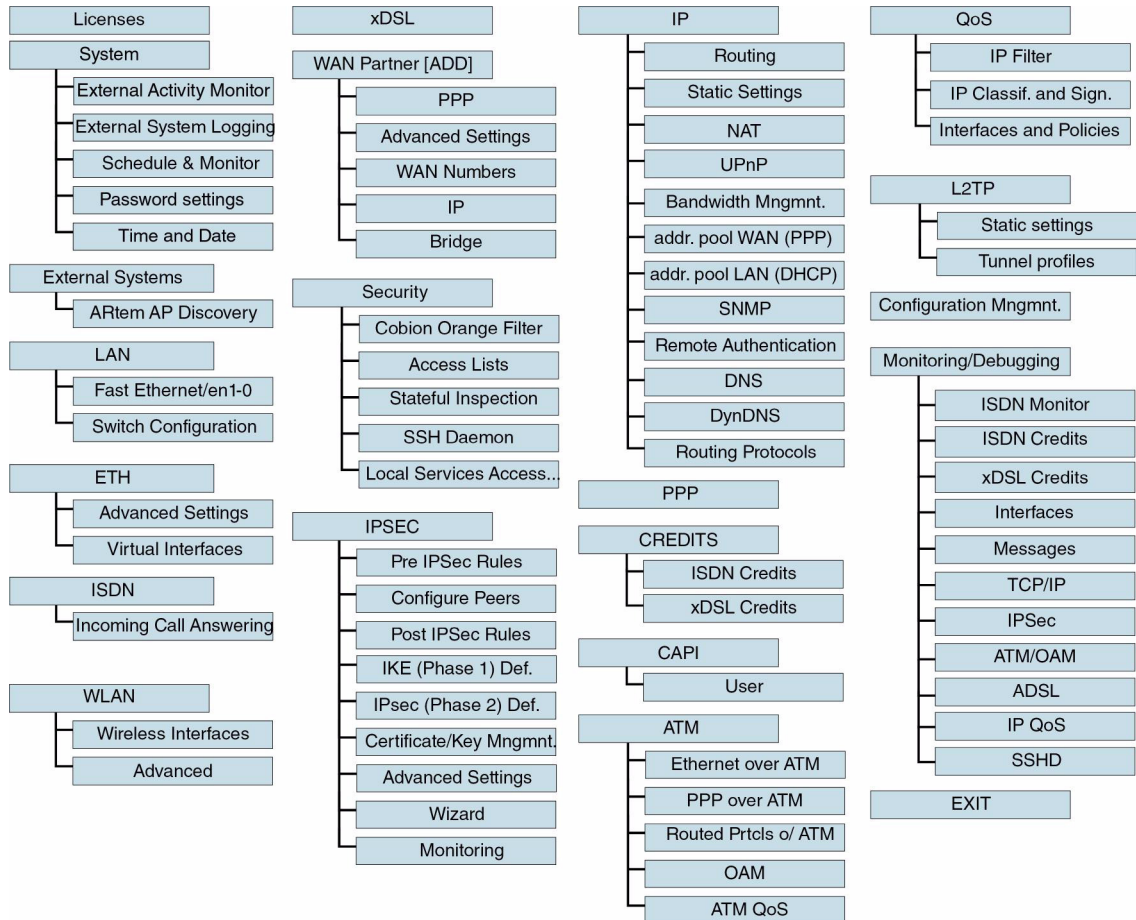 Licenses
System
External Activity Monitor
External System Logging
Schedule & Monitor
Password settings
Time and Date
External Systems
ARtem AP Discovery
LAN
Fast Ethernet/en1-0
Switch Configuration
ETH
Advanced Settings
Virtual Interfaces
ISDN
Incoming Call Answering
WLAN
Wireless Interfaces
Advanced
xDSL
WAN Partner [ADD]
PPP
Advanced Settings
WAN Numbers
IP
Bridge
Security
Cobion Orange Filter
Access Lists
Stateful Inspection
SSH Daemon
Local Services Access...
IPSEC
Pre IPSec Rules
Configure Peers
Post IPSec Rules
IKE (Phase 1) Def.
IPsec (Phase 2) Def.
Certificate/Key Mngmnt.
Advanced Settings
Wizard
Monitoring
IP
Routing
Static Settings
NAT
UPnP
Bandwidth Mngmnt.
addr. pool WAN (PPP)
addr. pool LAN (DHCP)
SNMP
Remote Authentication
DNS
DynDNS
Routing Protocols
PPP
CREDITS
ISDN Credits
xDSL Credits
CAPI
User
ATM
Ethernet over ATM
PPP over ATM
Routed Prtcls o/ ATM
OAM
ATM QoS
QoS
IP Filter
IP Classif. and Sign.
Interfaces and Policies
L2TP
Static settings
Tunnel profiles
Configuration Mngmnt.
Monitoring/Debugging
ISDN Monitor
ISDN Credits
xDSL Credits
Interfaces
Messages
TCP/IP
IPSec
ATM/OAM
ADSL
IP QoS
SSHD
EXIT